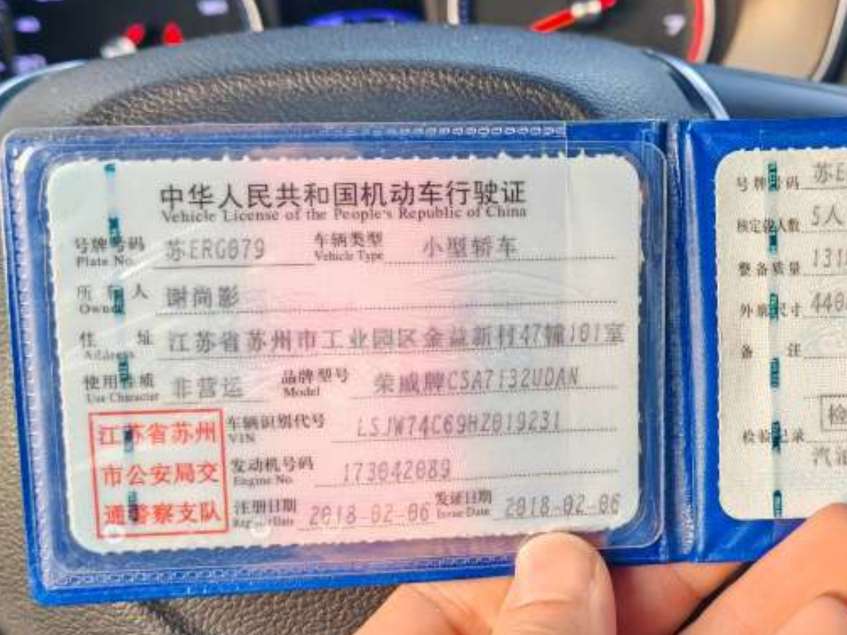 中华人民共和国机动车行驶证
Vehicle License of the People's Republic of China
号牌号码 苏ERG079 车辆类型 小型轿车
Plate No. Vehicle Type
所有人 谢尚影
Owner
住址 江苏省苏州市工业园区金益新村47幢101室
Address
使用性质 非营运 品牌型号 荣威牌CSA7132UDAN
Use Character Model
江苏省苏州
市公安局交
通警察支队
车辆识别代号 LSJW74C69HZ019231
VIN
发动机号码 173042089
Engine No.
注册日期 2018-02-06 发证日期 2018-02-06
Register Date Issue Date
号牌号码 苏E
核定载人数 5人
整备质量 131
外廓尺寸 440
备注
检
检验记录
汽油